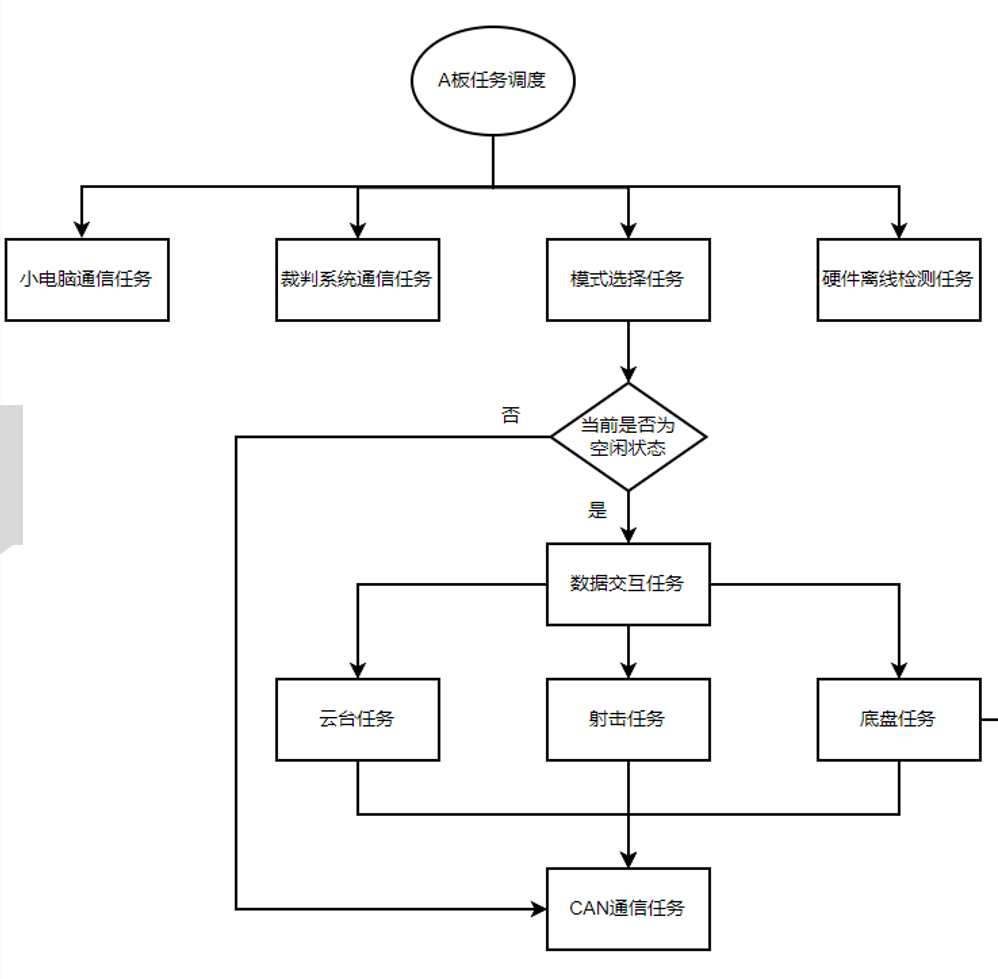 A板任务调度
小电脑通信任务
裁判系统通信任务
模式选择任务
硬件离线检测任务
否
当前是否为
空闲状态
是
数据交互任务
云台任务
射击任务
底盘任务
CAN通信任务